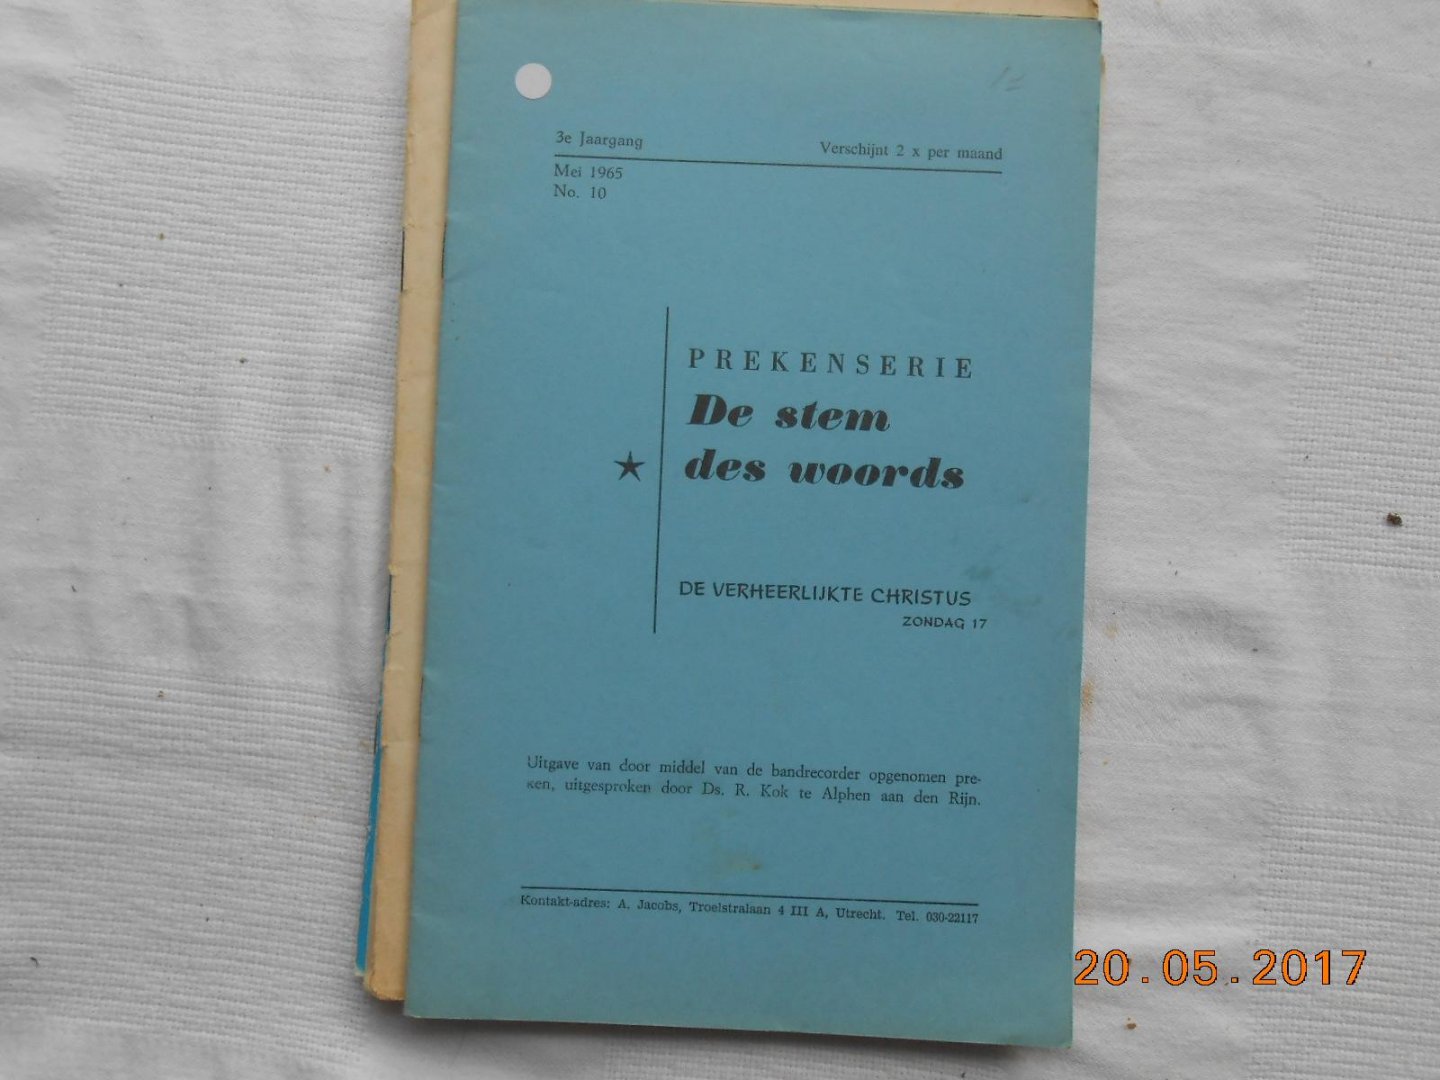 3e Jaargang Verschijnt 2 x per maand
Mei 1965
No. 10
PREKENSERIE
De stem
des woords
DE VERHEERLIJKTE CHRISTUS
ZONDAG 17
Uitgave van door middel van de bandrecorder opgenomen pre-
ken, uitgesproken door Ds. R. Kok te Alphen aan den Rijn.
Kontakt-adres: A. Jacobs, Troelstralaan 4 III A, Utrecht. Tel. 030-22117
20.05.2017